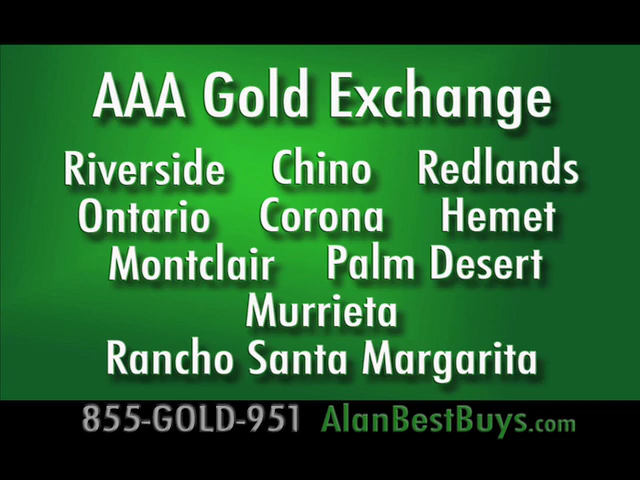 AAA Gold Exchange
Riverside Chino Redlands
Ontario Corona Hemet
Montclair Palm Desert
Murrieta
Rancho Santa Margarita
855-GOLD-951 AlanBestBuys.com